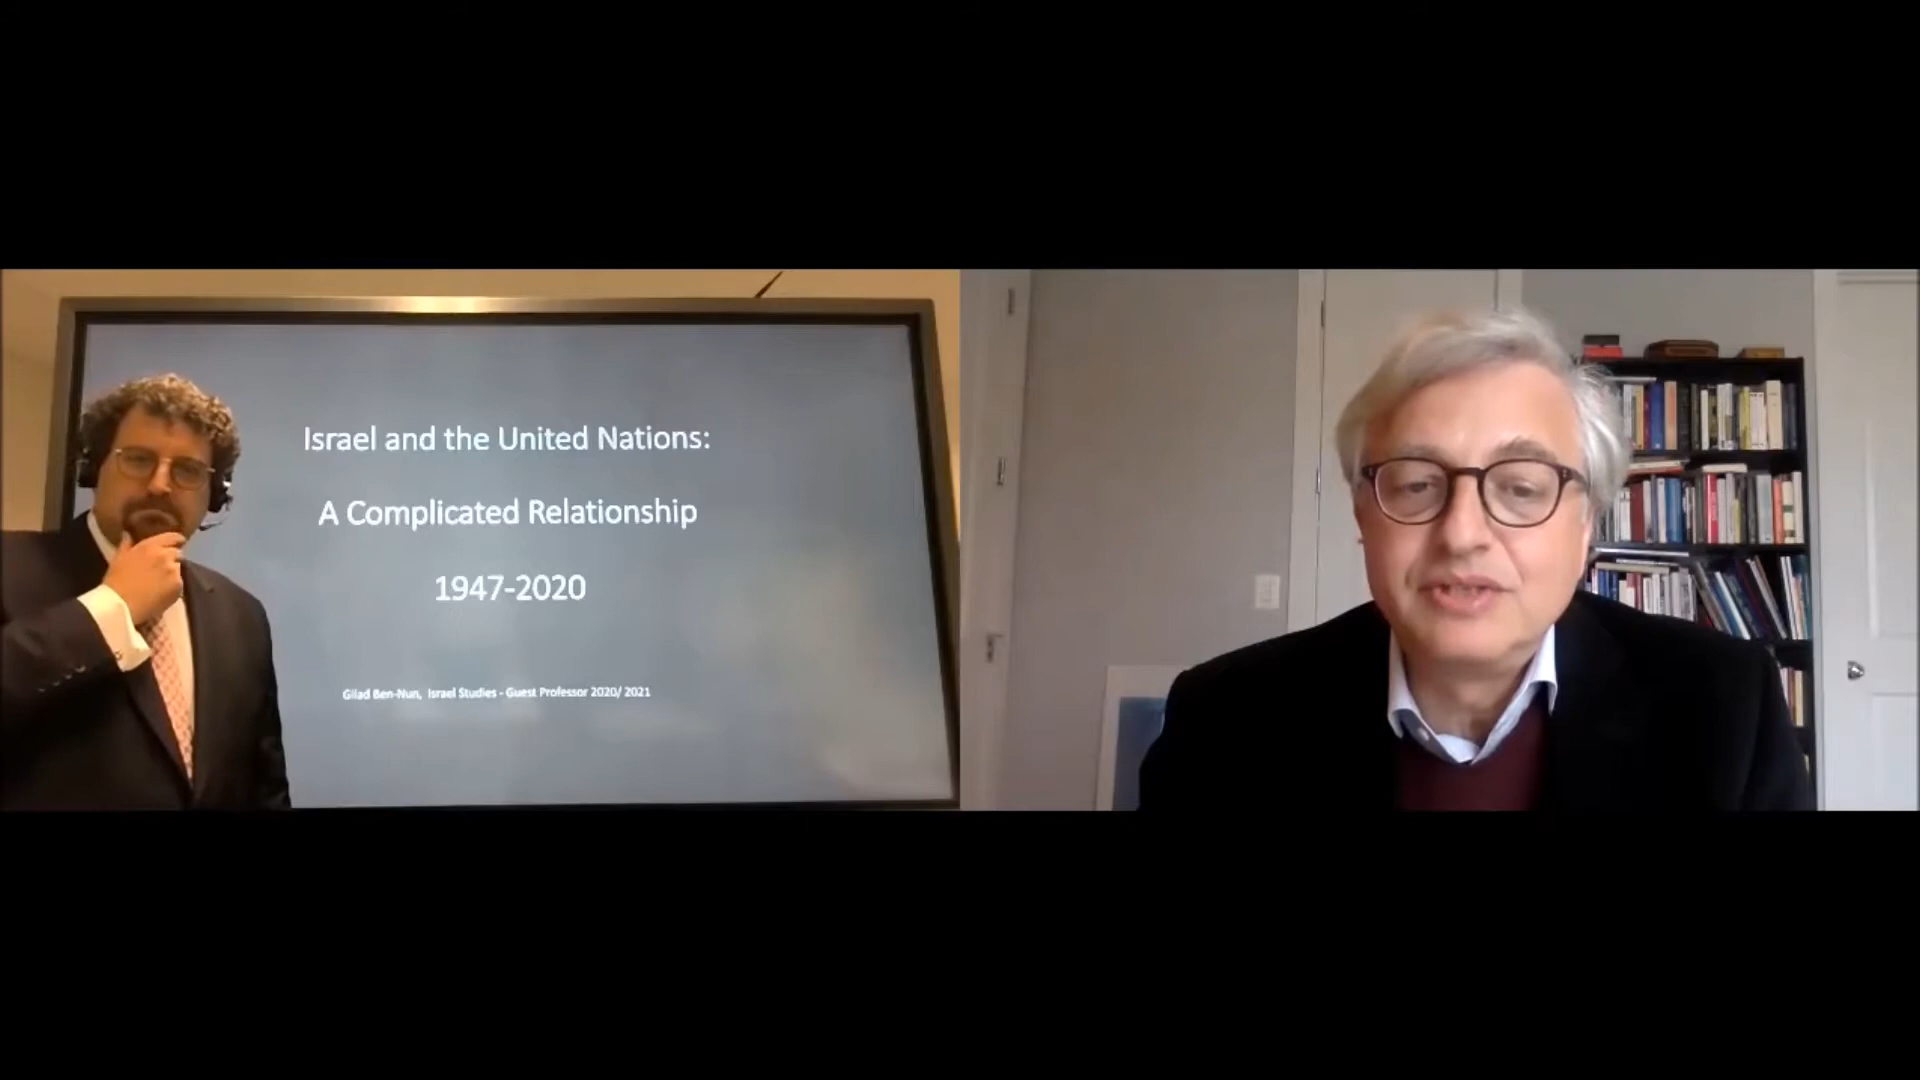 Israel and the United Nations:
A Complicated Relationship
1947-2020
Gilad Ben-Nun, Israel Studies - Guest Professor 2020/ 2021